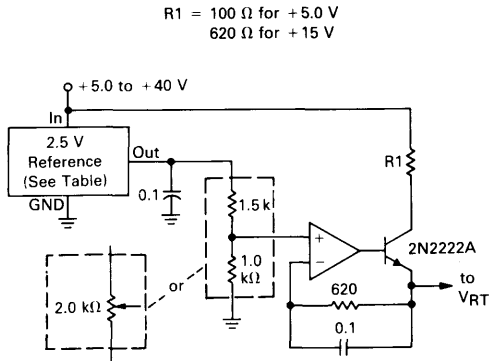 R1 = 100 Ω for +5.0 V
620 Ω for +15 V
+5.0 to +40 V
In
2.5 V
Reference
(See Table)
Out
GND
0.1
1.5 k
R1
1.0
kΩ
+
−
2N2222A
2.0 kΩ
or
620
0.1
to
VRT